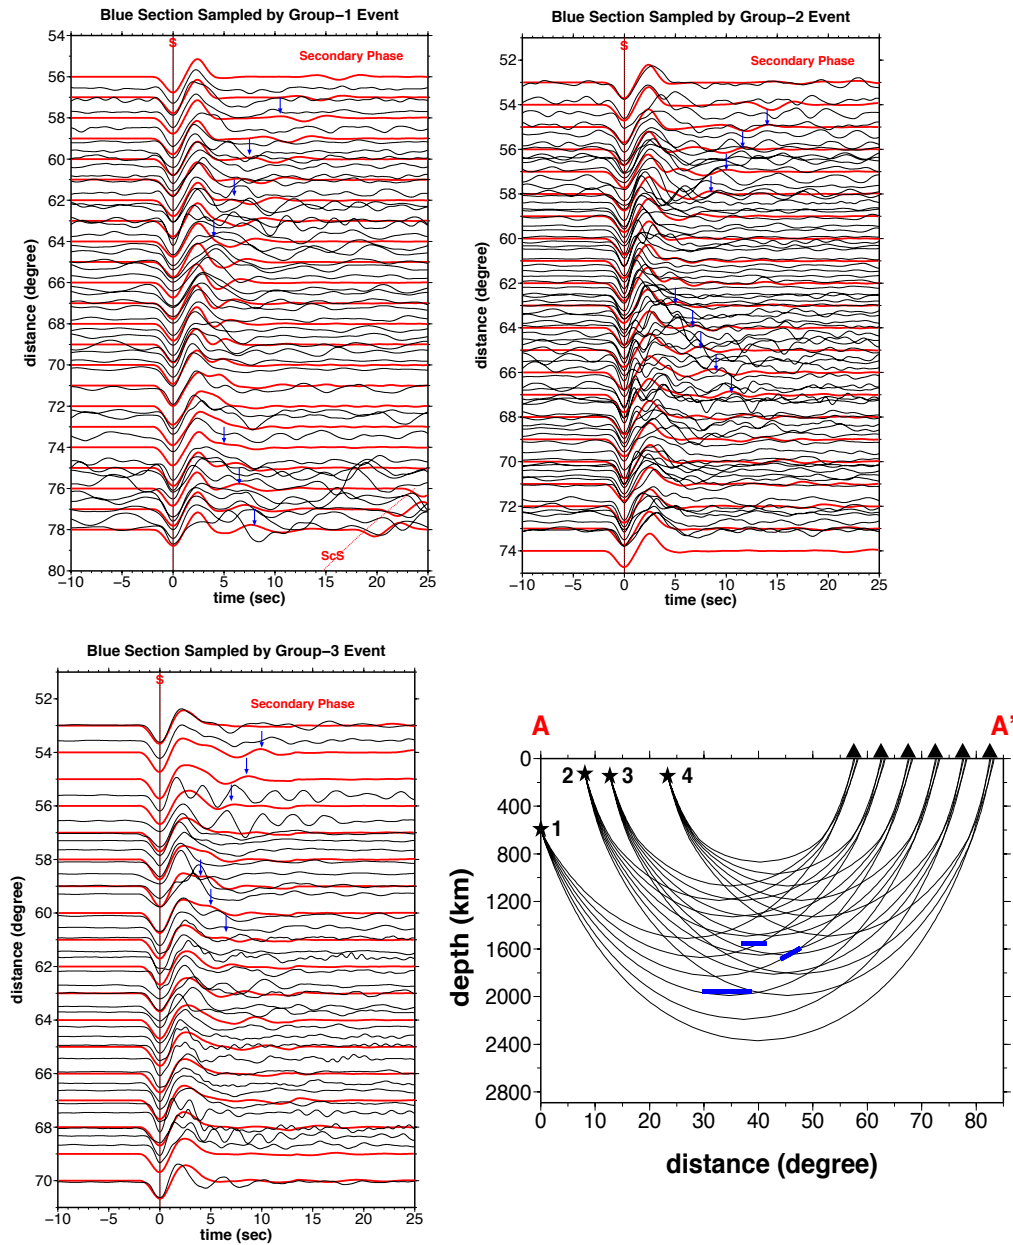 Blue Section Sampled by Group−1 Event
S
Secondary Phase
54
56
58
60
62
64
66
68
70
72
74
76
78
80
distance (degree)
ScS
−10 −5 0 5 10 15 20 25
time (sec)
Blue Section Sampled by Group−2 Event
S
Secondary Phase
52
54
56
58
60
62
64
66
68
70
72
74
distance (degree)
−10 −5 0 5 10 15 20 25
time (sec)
Blue Section Sampled by Group−3 Event
S
Secondary Phase
52
54
56
58
60
62
64
66
68
70
distance (degree)
−10 −5 0 5 10 15 20 25
time (sec)
A A'
0
400
800
1200
1600
2000
2400
2800
depth (km)
2 3 4
1
0 10 20 30 40 50 60 70 80
distance (degree)